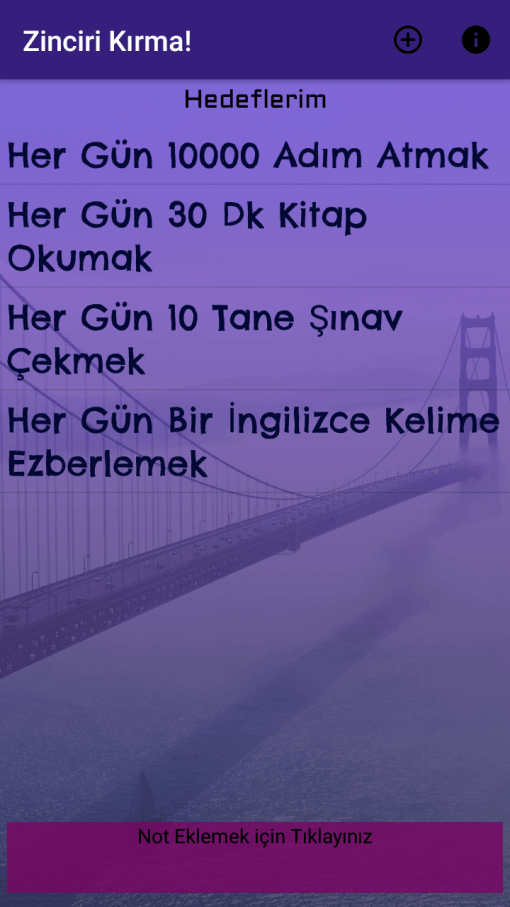 Zinciri Kırma!
Hedeflerim
Her Gün 10000 Adım Atmak
Her Gün 30 Dk Kitap
Okumak
Her Gün 10 Tane Şınav
Çekmek
Her Gün Bir İngilizce Kelime
Ezberlemek
Not Eklemek için Tıklayınız